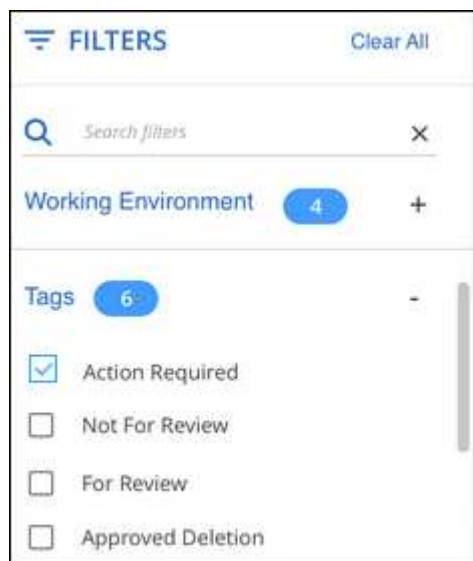 FILTERS Clear All
Search filters ×
Working Environment 4 +
Tags 6 -
Action Required
Not For Review
For Review
Approved Deletion